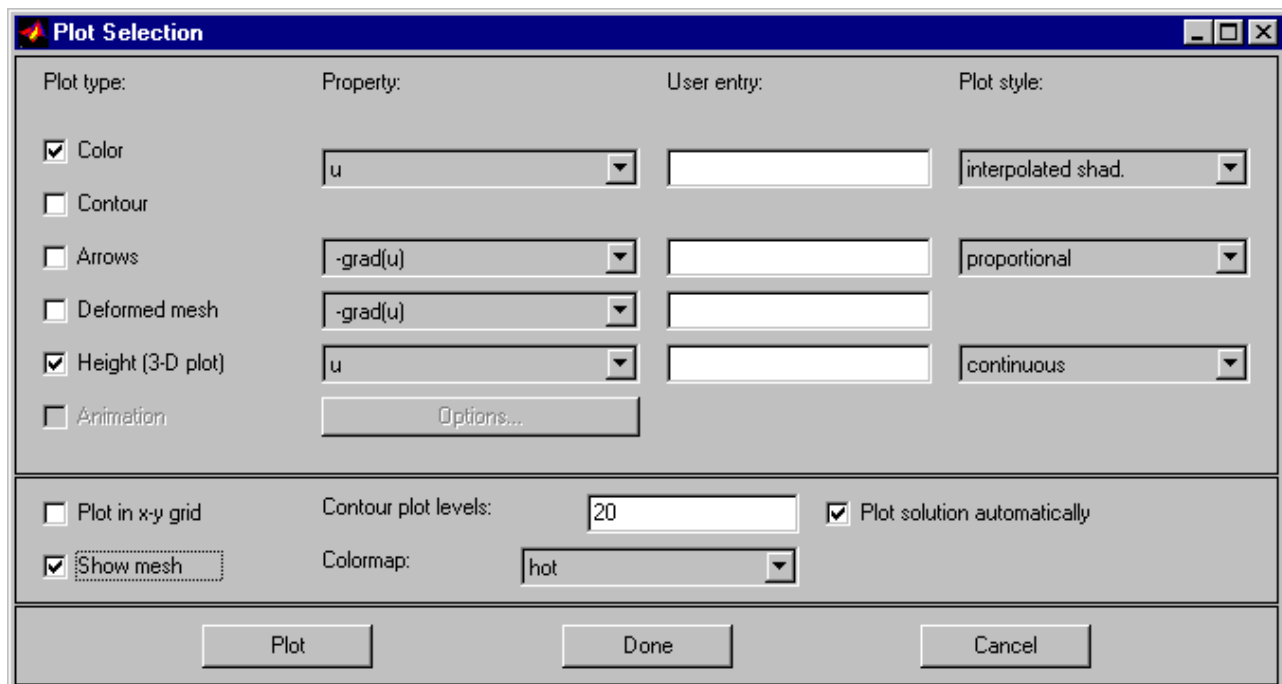 Plot Selection
Plot type: Property: User entry: Plot style:
Color
u interpolated shad.
Contour
Arrows -grad(u) proportional
Deformed mesh -grad(u)
Height (3-D plot) u continuous
Animation Options...
Plot in x-y grid Contour plot levels: 20 Plot solution automatically
Show mesh Colormap: hot
Plot Done Cancel